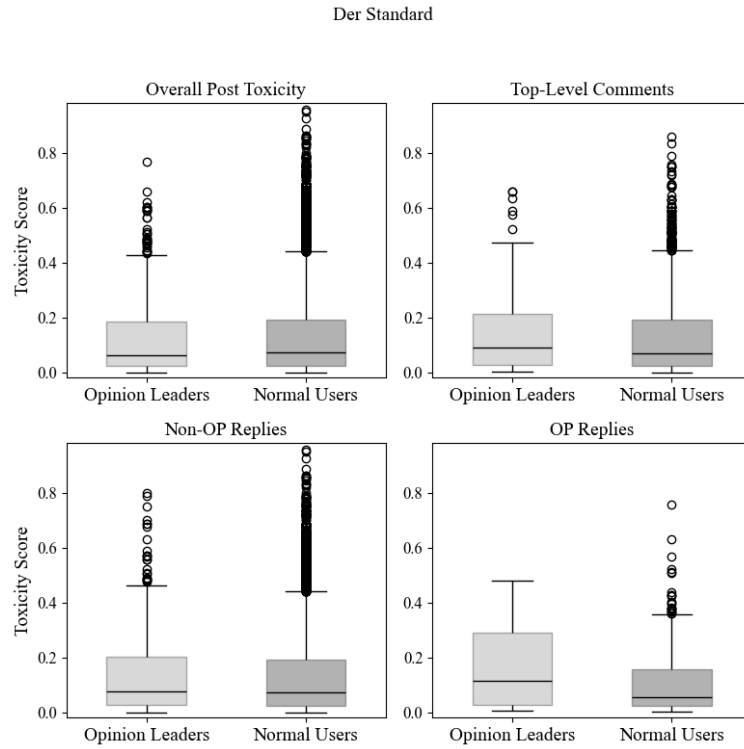 Der Standard
Overall Post Toxicity
Top-Level Comments
Toxicity Score
0.8
0.6
0.4
0.2
0.0
Opinion Leaders
Normal Users
0.8
0.6
0.4
0.2
0.0
Opinion Leaders
Normal Users
Non-OP Replies
OP Replies
Toxicity Score
0.8
0.6
0.4
0.2
0.0
Opinion Leaders
Normal Users
0.8
0.6
0.4
0.2
0.0
Opinion Leaders
Normal Users